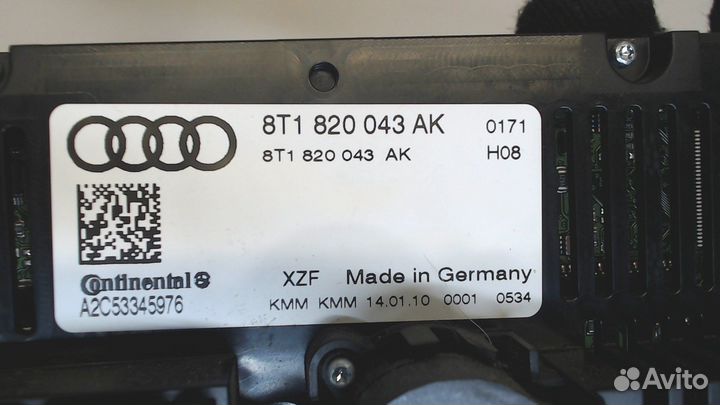 8T1 820 043 AK 0171
8T1 820 043 AK H08
Continental
A2C53345976
XZF Made in Germany
KMM KMM 14.01.10 0001 0534
Avito